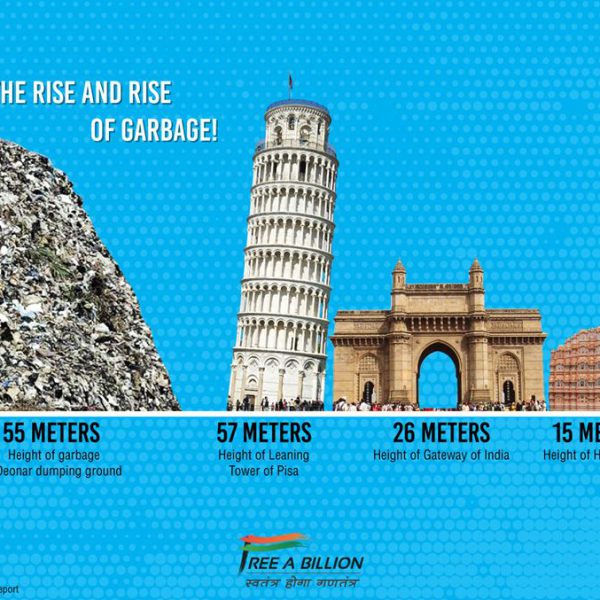 HE RISE AND RISE
OF GARBAGE!
55 METERS
Height of garbage
Deonar dumping ground
57 METERS
Height of Leaning
Tower of Pisa
26 METERS
Height of Gateway of India
15 ME
Height of H
FREE A BILLION
स्वतंत्र होगा गणतंत्र
eport